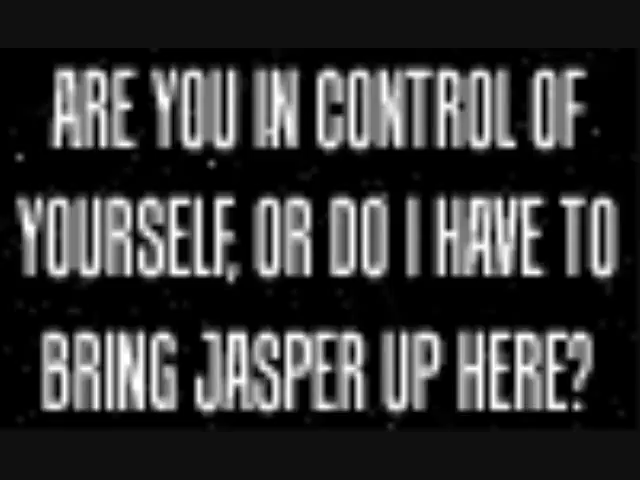 ARE YOU IN CONTROL OF
YOURSELF, OR DO I HAVE TO
BRING JASPER UP HERE?